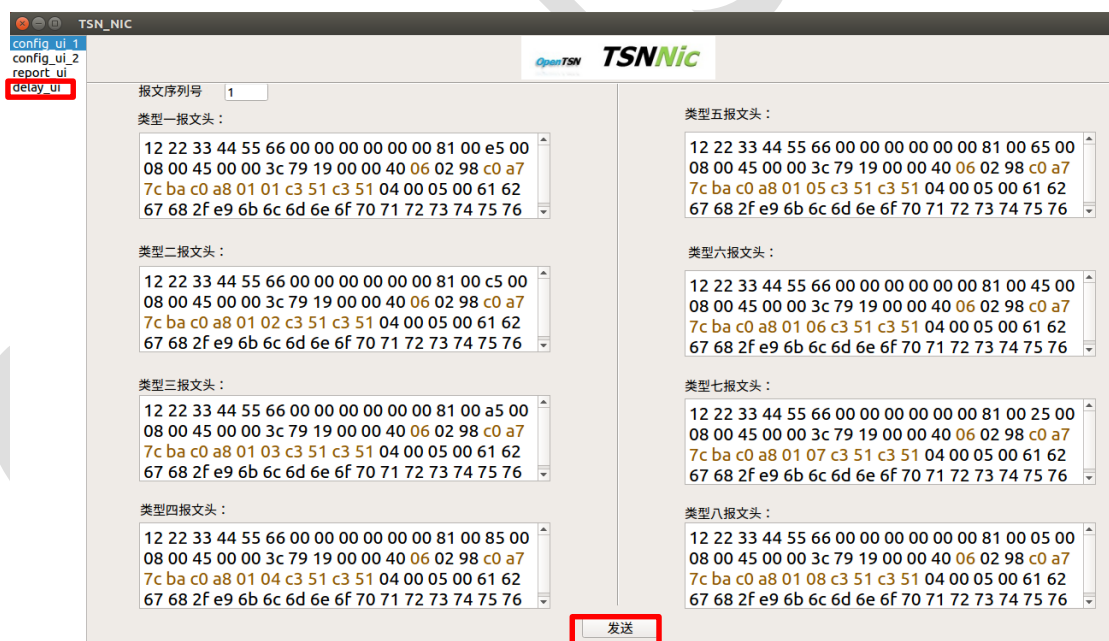 TSN_NIC
config_ui_1
config_ui_2
report_ui
delay_ui
OpenTSN TSNNic
报文序列号 1
类型一报文头：
12 22 33 44 55 66 00 00 00 00 00 00 81 00 e5 00
08 00 45 00 00 3c 79 19 00 00 40 06 02 98 c0 a7
7c ba c0 a8 01 01 c3 51 c3 51 04 00 05 00 61 62
67 68 2f e9 6b 6c 6d 6e 6f 70 71 72 73 74 75 76
类型二报文头：
12 22 33 44 55 66 00 00 00 00 00 00 81 00 c5 00
08 00 45 00 00 3c 79 19 00 00 40 06 02 98 c0 a7
7c ba c0 a8 01 02 c3 51 c3 51 04 00 05 00 61 62
67 68 2f e9 6b 6c 6d 6e 6f 70 71 72 73 74 75 76
类型三报文头：
12 22 33 44 55 66 00 00 00 00 00 00 81 00 a5 00
08 00 45 00 00 3c 79 19 00 00 40 06 02 98 c0 a7
7c ba c0 a8 01 03 c3 51 c3 51 04 00 05 00 61 62
67 68 2f e9 6b 6c 6d 6e 6f 70 71 72 73 74 75 76
类型四报文头：
12 22 33 44 55 66 00 00 00 00 00 00 81 00 85 00
08 00 45 00 00 3c 79 19 00 00 40 06 02 98 c0 a7
7c ba c0 a8 01 04 c3 51 c3 51 04 00 05 00 61 62
67 68 2f e9 6b 6c 6d 6e 6f 70 71 72 73 74 75 76
类型五报文头：
12 22 33 44 55 66 00 00 00 00 00 00 81 00 65 00
08 00 45 00 00 3c 79 19 00 00 40 06 02 98 c0 a7
7c ba c0 a8 01 05 c3 51 c3 51 04 00 05 00 61 62
67 68 2f e9 6b 6c 6d 6e 6f 70 71 72 73 74 75 76
类型六报文头：
12 22 33 44 55 66 00 00 00 00 00 00 81 00 45 00
08 00 45 00 00 3c 79 19 00 00 40 06 02 98 c0 a7
7c ba c0 a8 01 06 c3 51 c3 51 04 00 05 00 61 62
67 68 2f e9 6b 6c 6d 6e 6f 70 71 72 73 74 75 76
类型七报文头：
12 22 33 44 55 66 00 00 00 00 00 00 81 00 25 00
08 00 45 00 00 3c 79 19 00 00 40 06 02 98 c0 a7
7c ba c0 a8 01 07 c3 51 c3 51 04 00 05 00 61 62
67 68 2f e9 6b 6c 6d 6e 6f 70 71 72 73 74 75 76
类型八报文头：
12 22 33 44 55 66 00 00 00 00 00 00 81 00 05 00
08 00 45 00 00 3c 79 19 00 00 40 06 02 98 c0 a7
7c ba c0 a8 01 08 c3 51 c3 51 04 00 05 00 61 62
67 68 2f e9 6b 6c 6d 6e 6f 70 71 72 73 74 75 76
发送